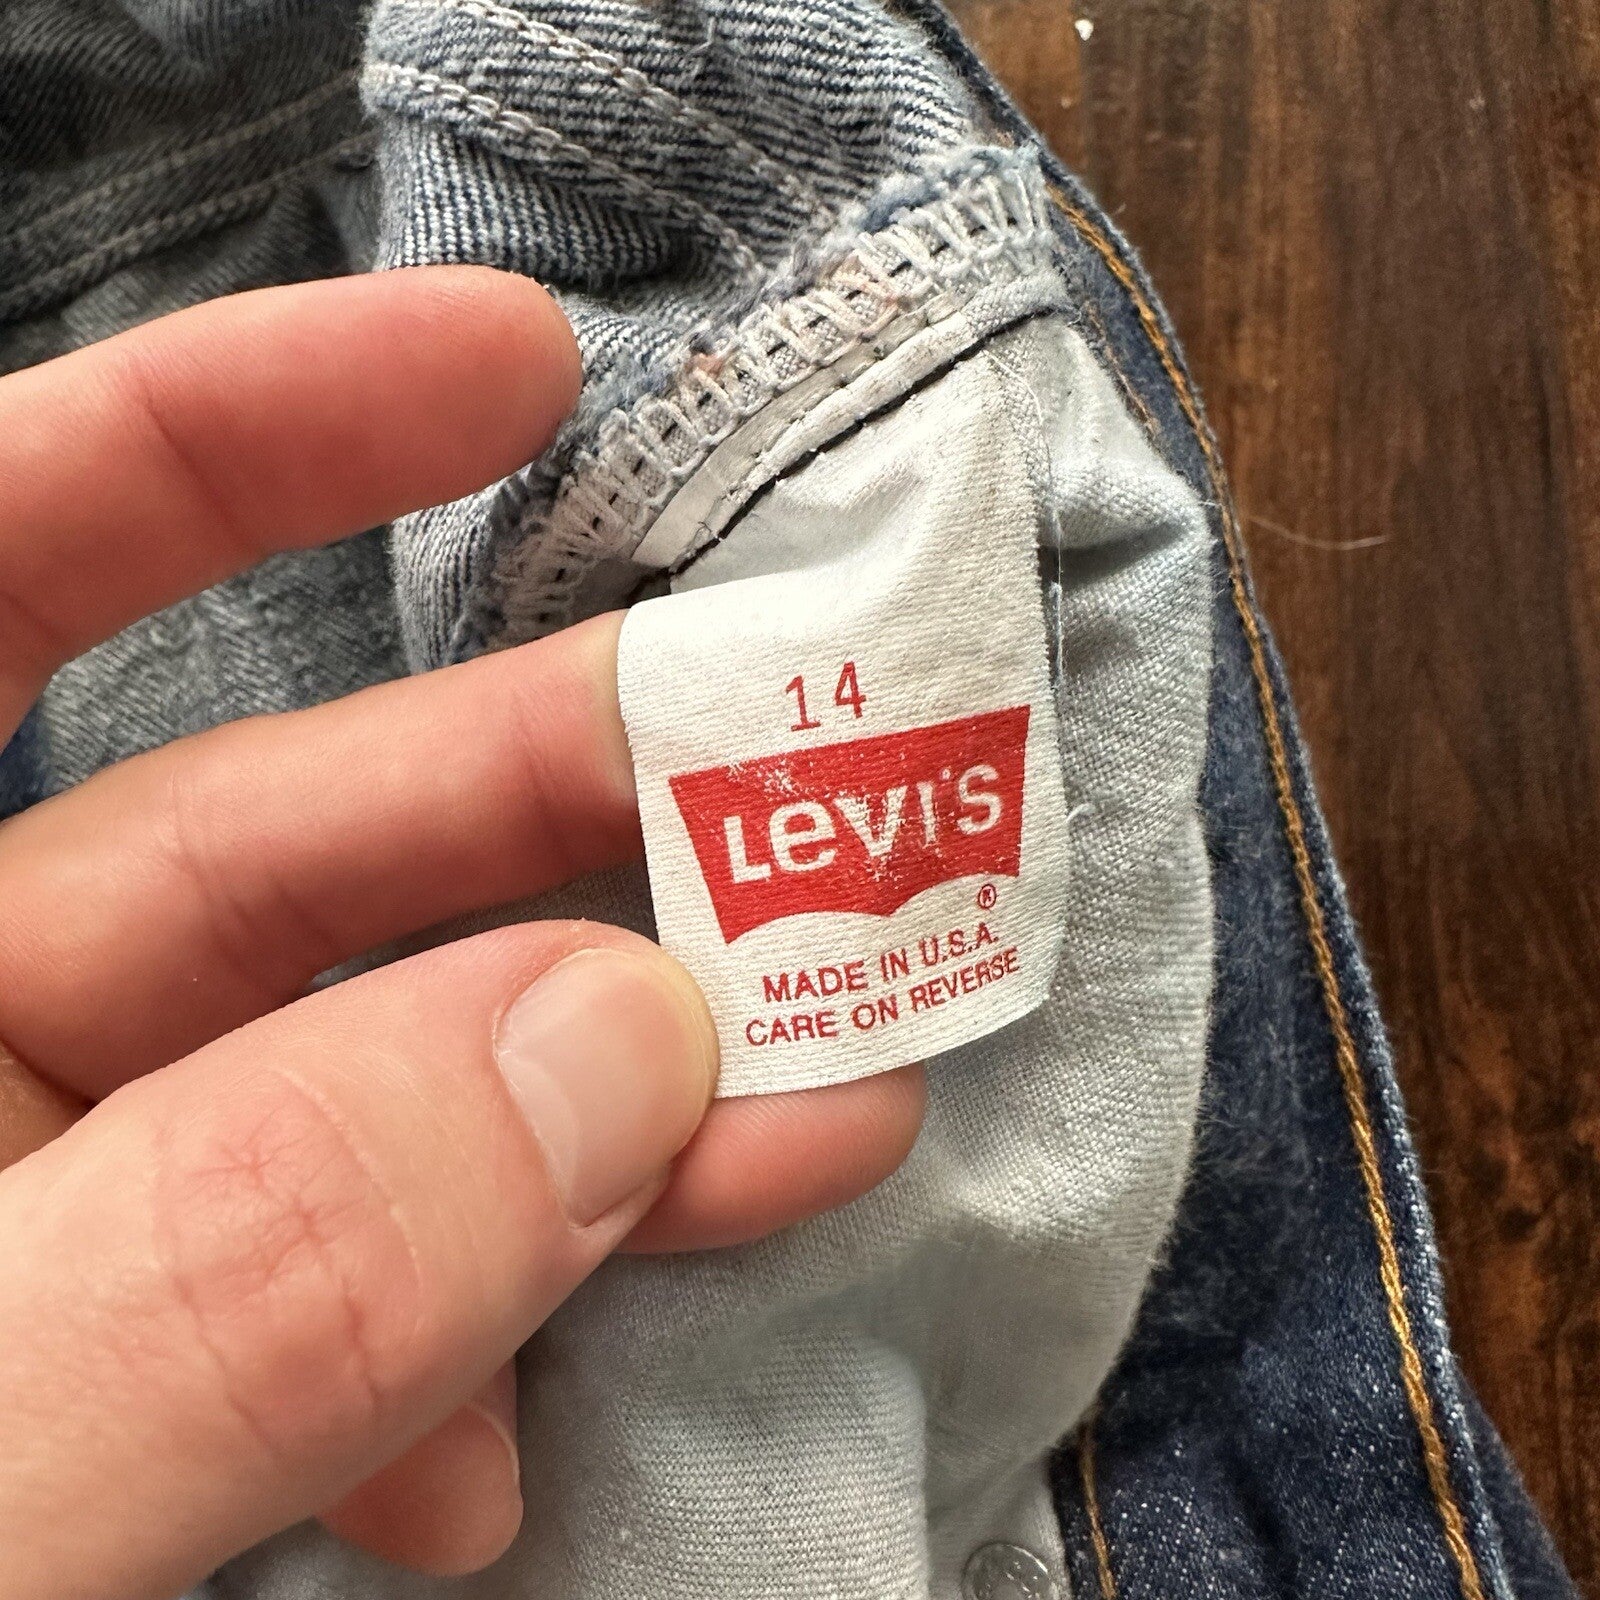 14
Levi's
®
MADE IN U.S.A.
CARE ON REVERSE